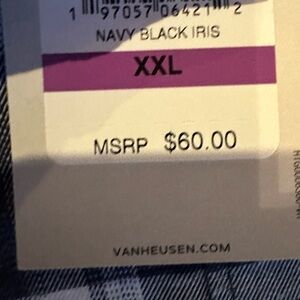 1 97057 06421 2
NAVY BLACK IRIS
XXL
MSRP $60.00
VANHEUSEN.COM